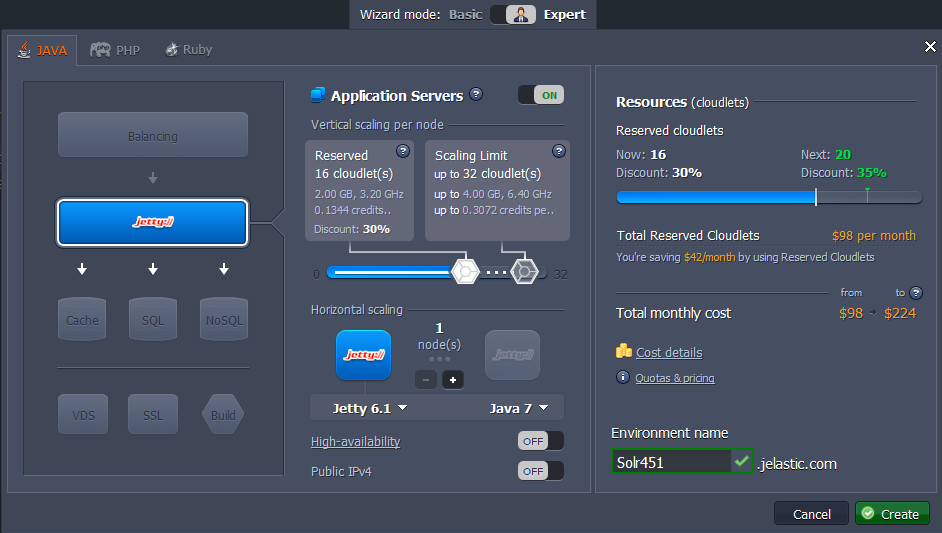 Wizard mode: Basic Expert
JAVA PHP Ruby
Balancing
jetty://
Cache SQL NoSQL
VDS SSL Build
Application Servers ? ON
Vertical scaling per node
Reserved ?
16 cloudlet(s)
2.00 GB, 3.20 GHz
0.1344 credits..
Discount: 30%
Scaling Limit ?
up to 32 cloudlet(s)
up to 4.00 GB, 6.40 GHz
up to 0.3072 credits pe..
0 32
Horizontal scaling
jetty://
1
node(s)
- +
jetty://
Jetty 6.1 Java 7
High-availability OFF
Public IPv4 OFF
Resources (cloudlets)
Reserved cloudlets
Now: 16 Next: 20
Discount: 30% Discount: 35%
Total Reserved Cloudlets $98 per month
You're saving $42/month by using Reserved Cloudlets
from to ?
Total monthly cost $98 $224
Cost details
Quotas & pricing
Environment name
Solr451 .jelastic.com
Cancel Create